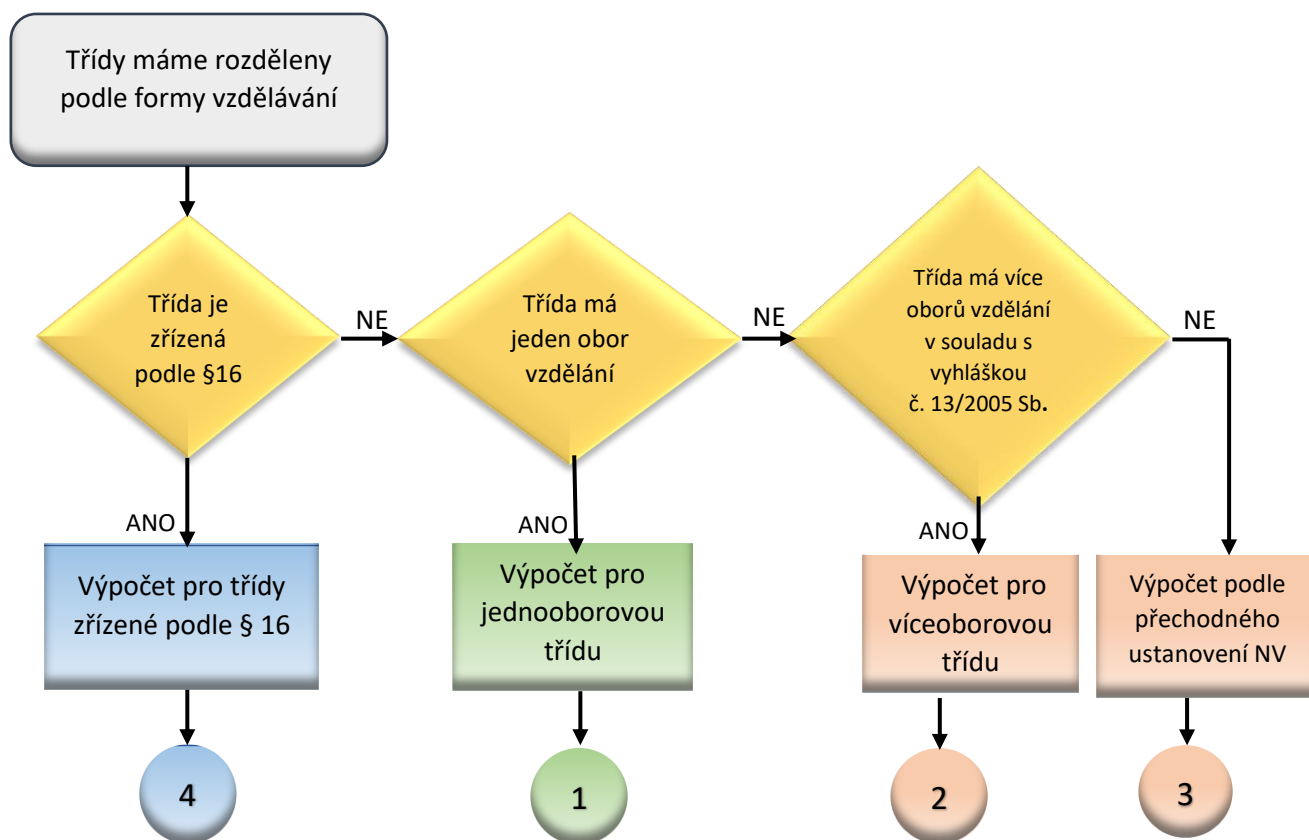 Třídy máme rozděleny
podle formy vzdělávání
Třída je
zřízená
podle §16
NE
Třída má
jeden obor
vzdělání
NE
Třída má více
oborů vzdělání
v souladu s
vyhláškou
č. 13/2005 Sb.
NE
ANO
ANO
ANO
Výpočet pro třídy
zřízené podle § 16
Výpočet pro
jednooborovou
třídu
Výpočet pro
víceoborovou
třídu
Výpočet podle
přechodného
ustanovení NV
4
1
2
3